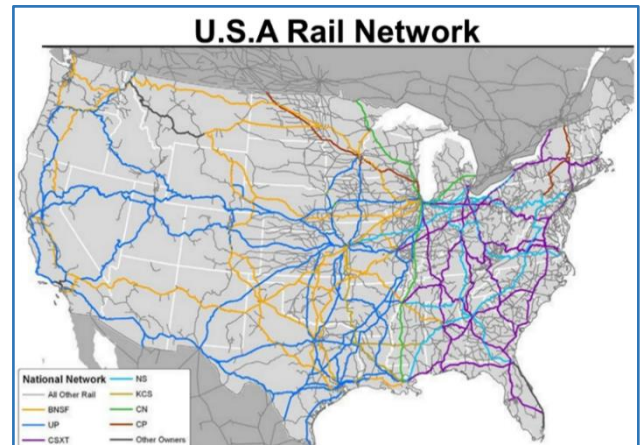 U.S.A Rail Network
National Network
All Other Rail
BNSF
UP
CSXT
NS
KCS
CN
CP
Other Owners